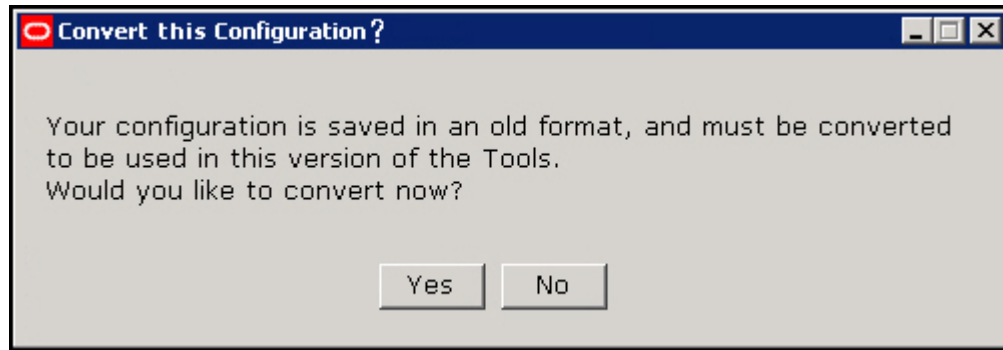 Convert this Configuration?
Your configuration is saved in an old format, and must be converted
to be used in this version of the Tools.
Would you like to convert now?
Yes No